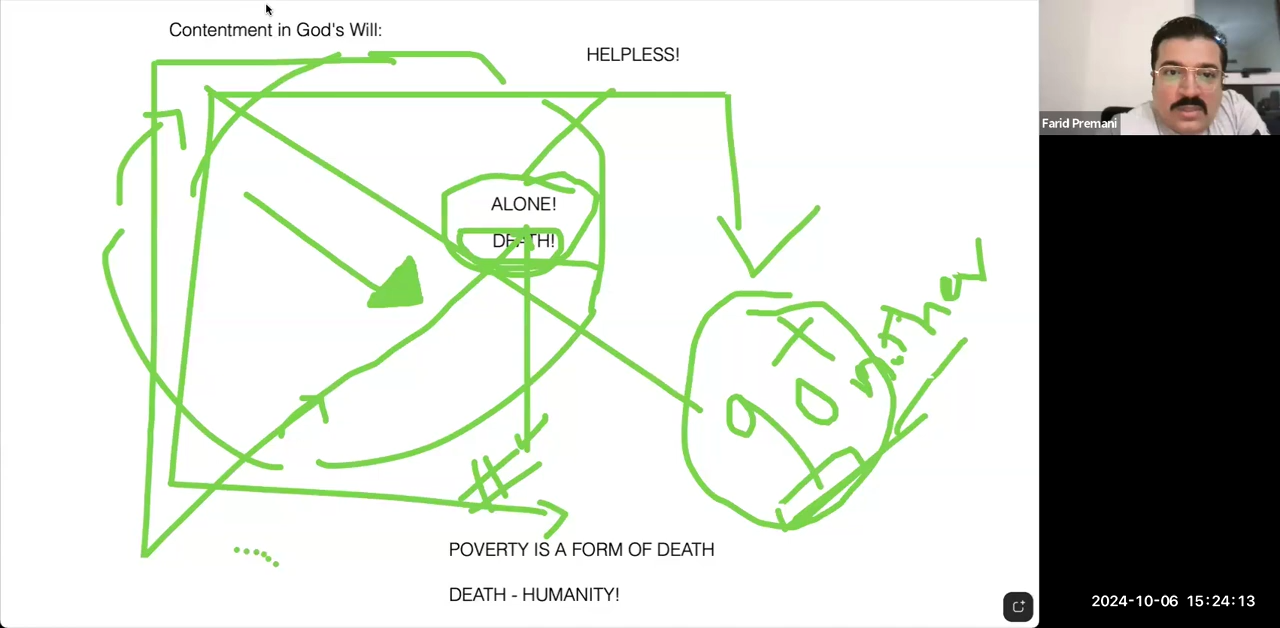 Contentment in God's Will:
HELPLESS!
Farid Premani
ALONE!
DEATH!
POVERTY IS A FORM OF DEATH
DEATH - HUMANITY!
2024-10-06 15:24:13